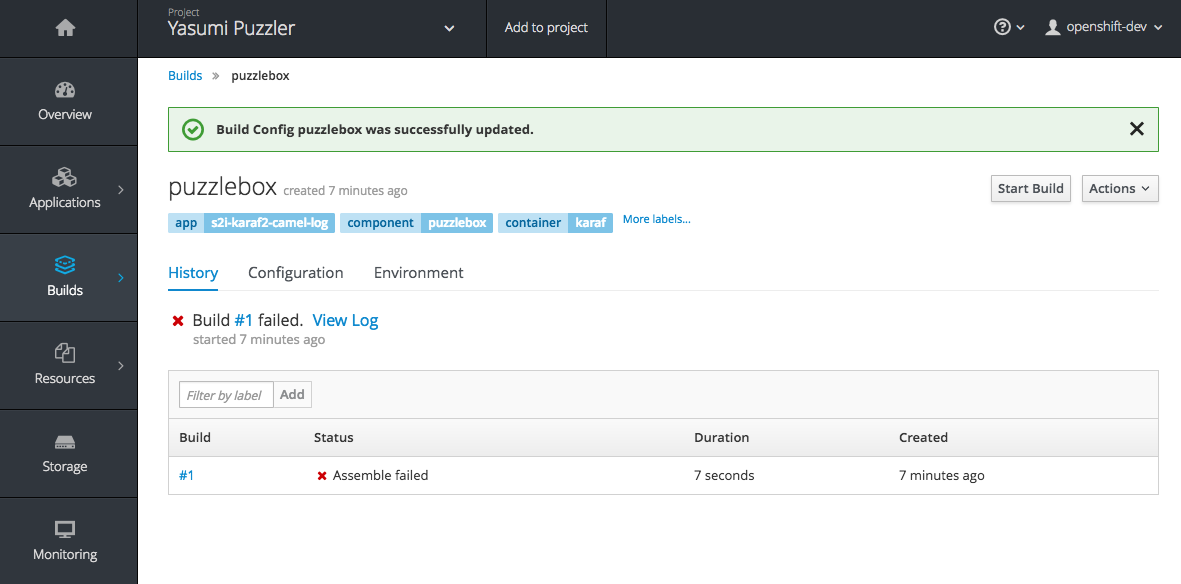 Project
Yasumi Puzzler
Add to project
openshift-dev
Overview
Applications
Builds
Resources
Storage
Monitoring
Builds » puzzlebox
Build Config puzzlebox was successfully updated.
puzzlebox created 7 minutes ago
Start Build
Actions
app s2i-karaf2-camel-log component puzzlebox container karaf More labels...
History Configuration Environment
Build #1 failed. View Log
started 7 minutes ago
Filter by label Add
Build Status Duration Created
#1 Assemble failed 7 seconds 7 minutes ago